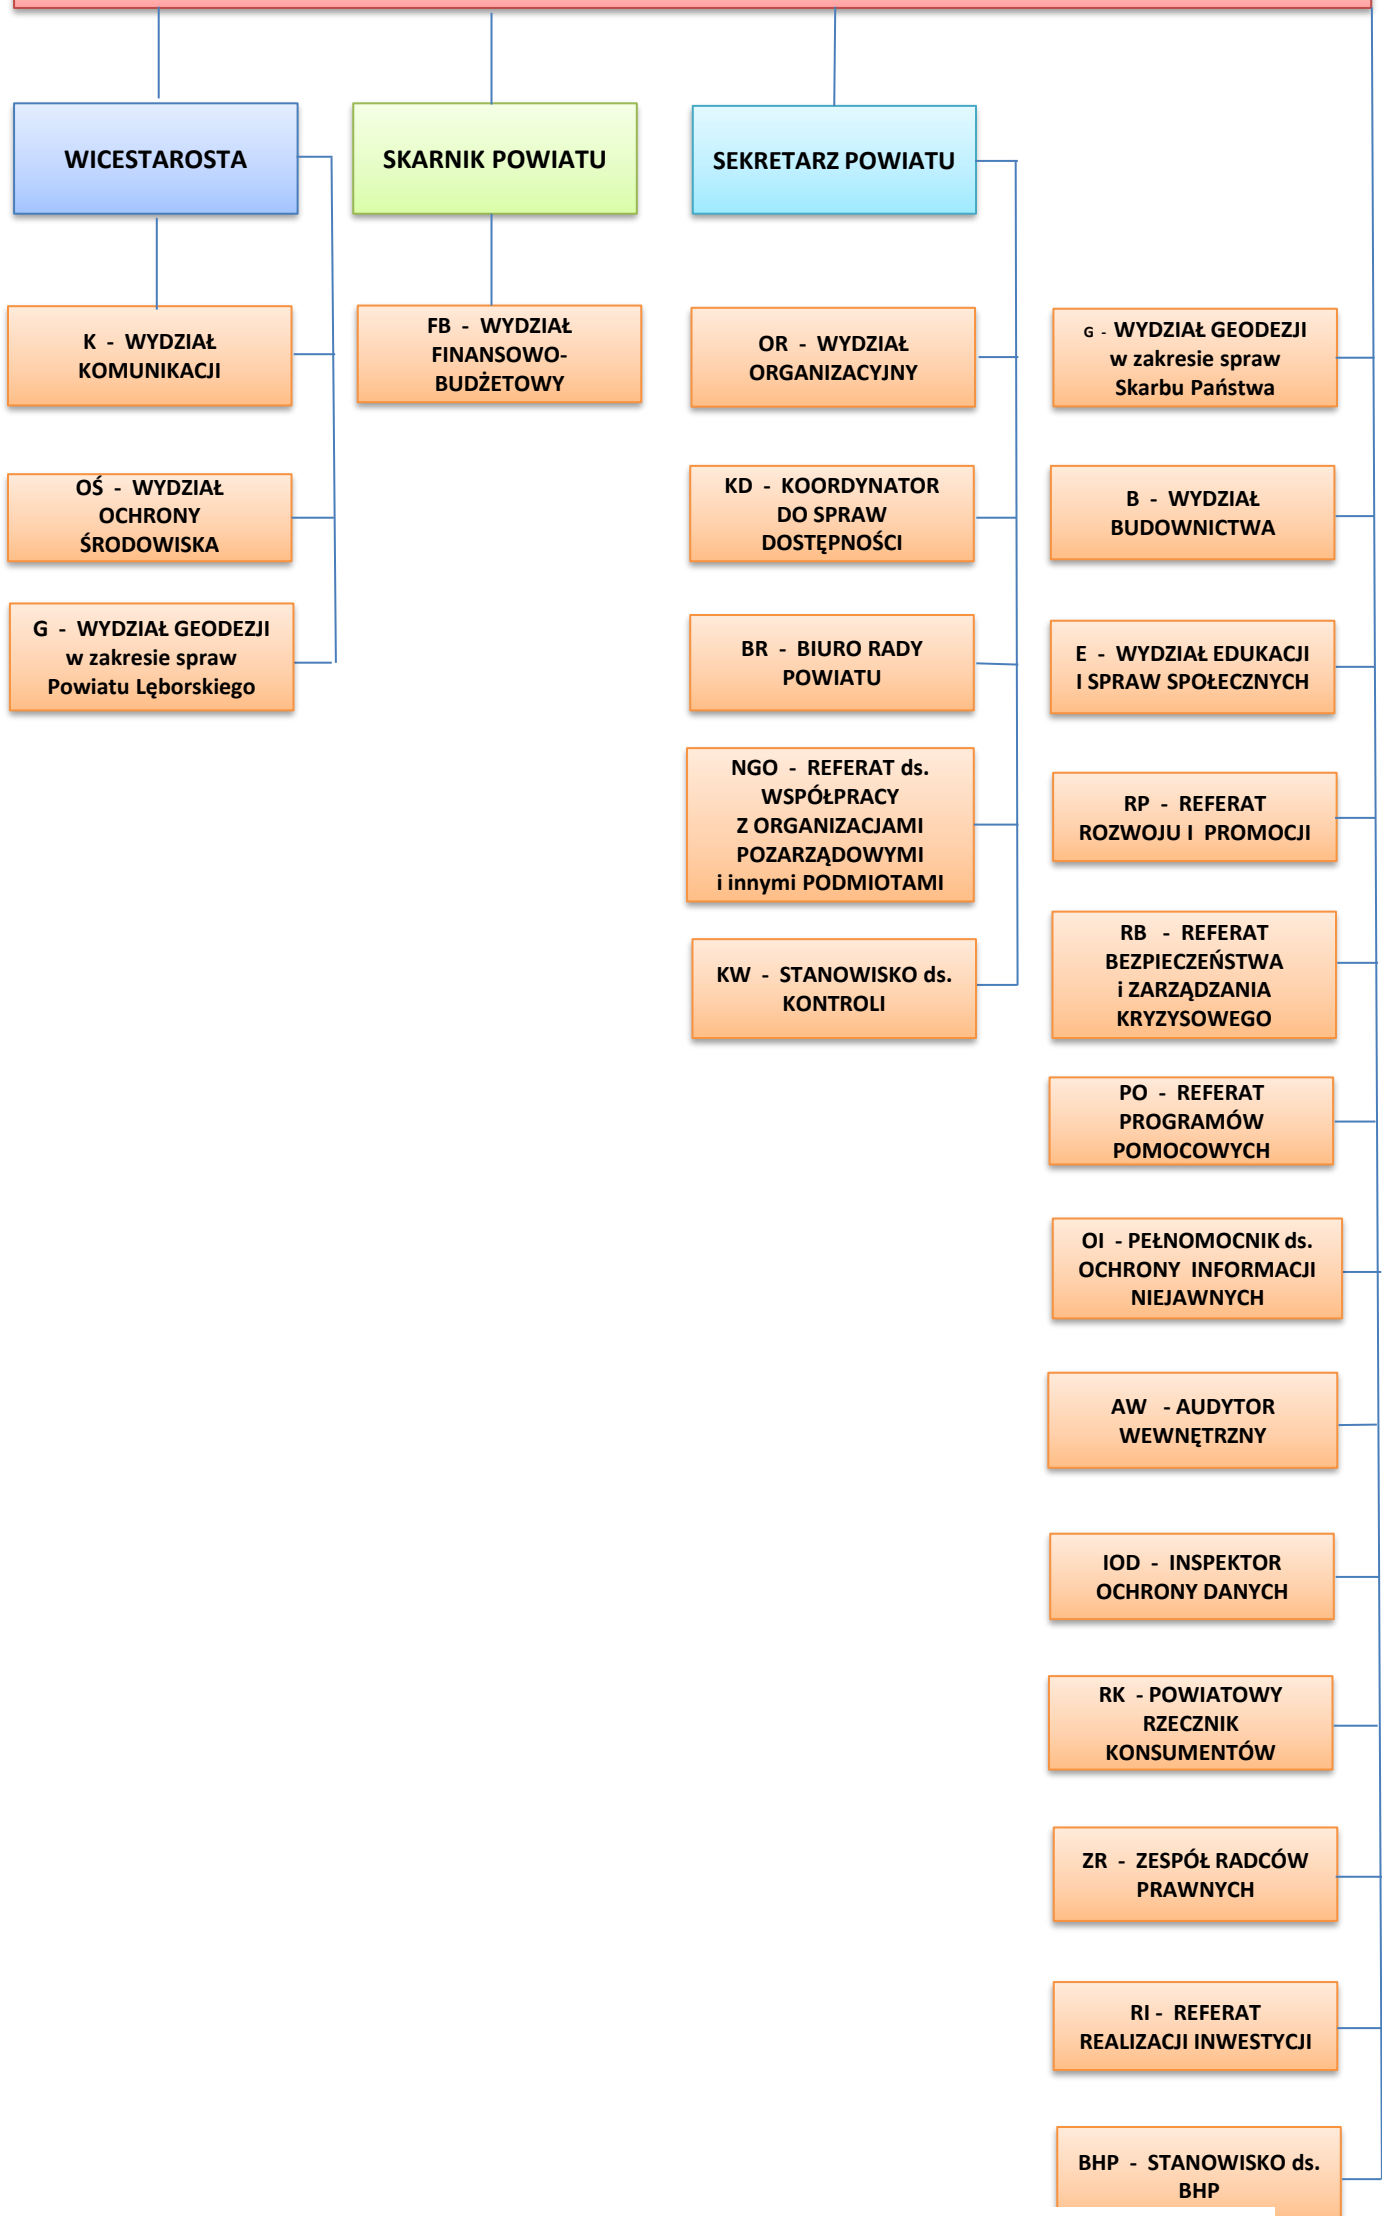 WICESTAROSTA
SKARNIK POWIATU
SEKRETARZ POWIATU
K - WYDZIAŁ
KOMUNIKACJI
OŚ - WYDZIAŁ
OCHRONY
ŚRODOWISKA
G - WYDZIAŁ GEODEZJI
w zakresie spraw
Powiatu Lęborskiego
FB - WYDZIAŁ
FINANSOWO-
BUDŻETOWY
OR - WYDZIAŁ
ORGANIZACYJNY
KD - KOORDYNATOR
DO SPRAW
DOSTĘPNOŚCI
BR - BIURO RADY
POWIATU
NGO - REFERAT ds.
WSPÓŁPRACY
Z ORGANIZACJAMI
POZARZĄDOWYMI
i innymi PODMIOTAMI
KW - STANOWISKO ds.
KONTROLI
G - WYDZIAŁ GEODEZJI
w zakresie spraw
Skarbu Państwa
B - WYDZIAŁ
BUDOWNICTWA
E - WYDZIAŁ EDUKACJI
I SPRAW SPOŁECZNYCH
RP - REFERAT
ROZWOJU I PROMOCJI
RB - REFERAT
BEZPIECZEŃSTWA
i ZARZĄDZANIA
KRYZYSOWEGO
PO - REFERAT
PROGRAMÓW
POMOCOWYCH
OI - PEŁNOMOCNIK ds.
OCHRONY INFORMACJI
NIEJAWNYCH
AW - AUDYTOR
WEWNĘTRZNY
IOD - INSPEKTOR
OCHRONY DANYCH
RK - POWIATOWY
RZECZNIK
KONSUMENTÓW
ZR - ZESPÓŁ RADCÓW
PRAWNYCH
RI - REFERAT
REALIZACJI INWESTYCJI
BHP - STANOWISKO ds.
BHP